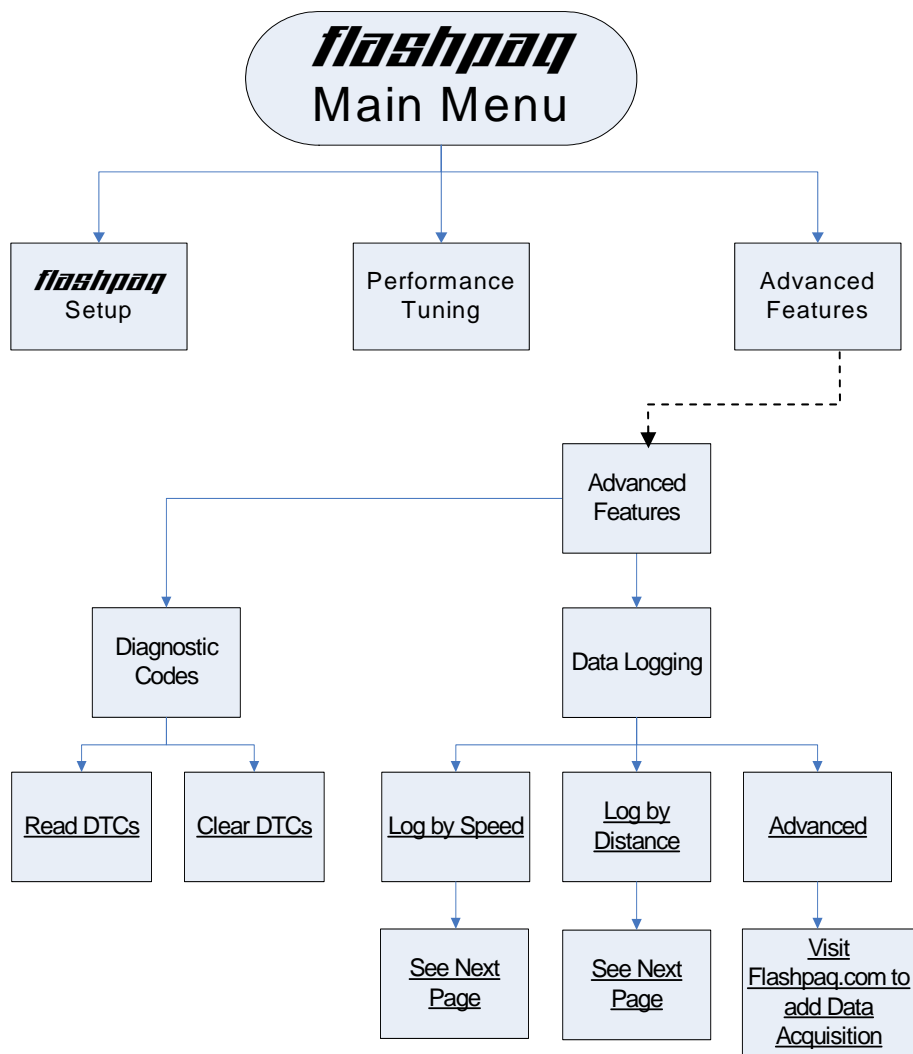 flashpaq
Main Menu
flashpaq
Setup
Performance
Tuning
Advanced
Features
Advanced
Features
Diagnostic
Codes
Data Logging
Read DTCs
Clear DTCs
Log by Speed
Log by
Distance
Advanced
See Next
Page
See Next
Page
Visit
Flashpaq.com to
add Data
Acquisition